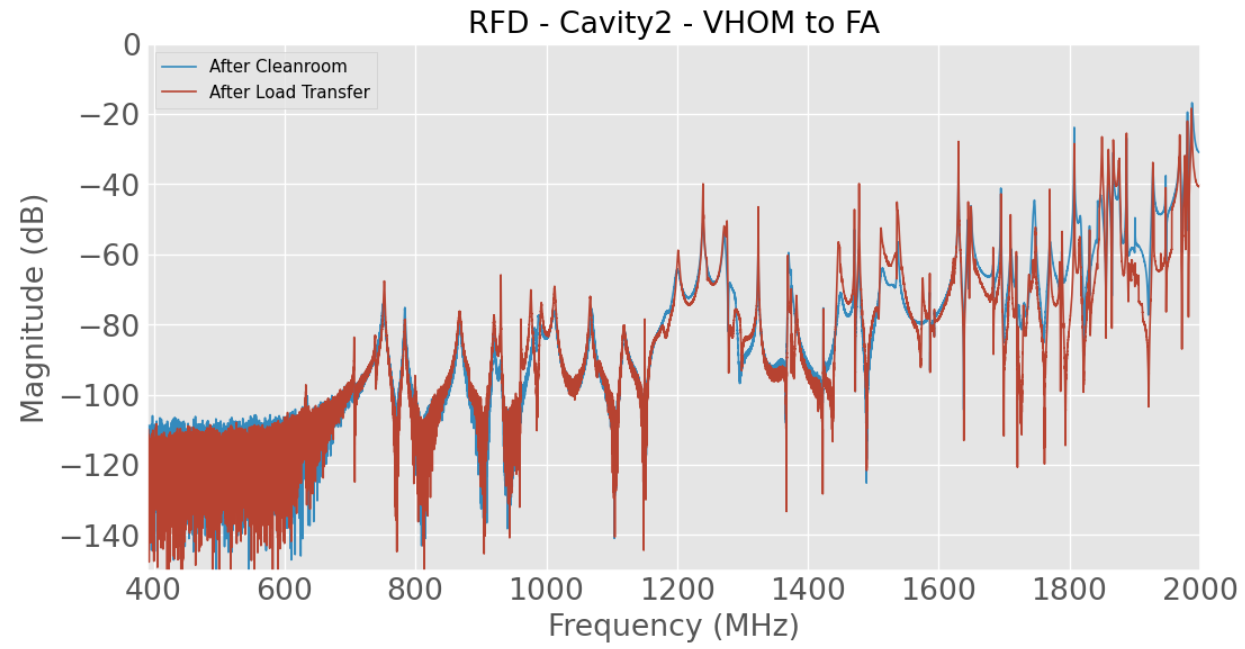 RFD - Cavity2 - VHOM to FA
After Cleanroom
After Load Transfer
Magnitude (dB)
0
−20
−40
−60
−80
−100
−120
−140
400 600 800 1000 1200 1400 1600 1800 2000
Frequency (MHz)